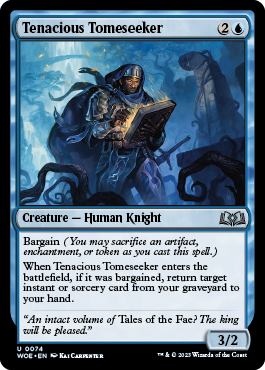 Tenacious Tomeseeker 2
Creature — Human Knight
Bargain (You may sacrifice an artifact,
enchantment, or token as you cast this spell.)
When Tenacious Tomeseeker enters the
battlefield, if it was bargained, return target
instant or sorcery card from your graveyard to
your hand.
“An intact volume of Tales of the Fae? The king
will be pleased.”
3/2
U 0074
WOE • EN Kai Carpenter
™ & © 2023 Wizards of the Coast